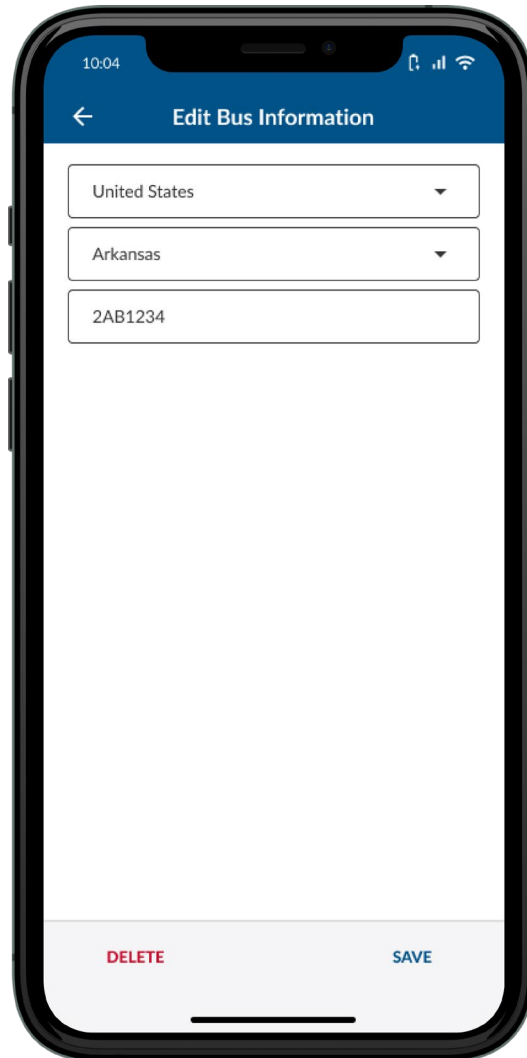 10:04
Edit Bus Information
United States
Arkansas
2AB1234
DELETE SAVE